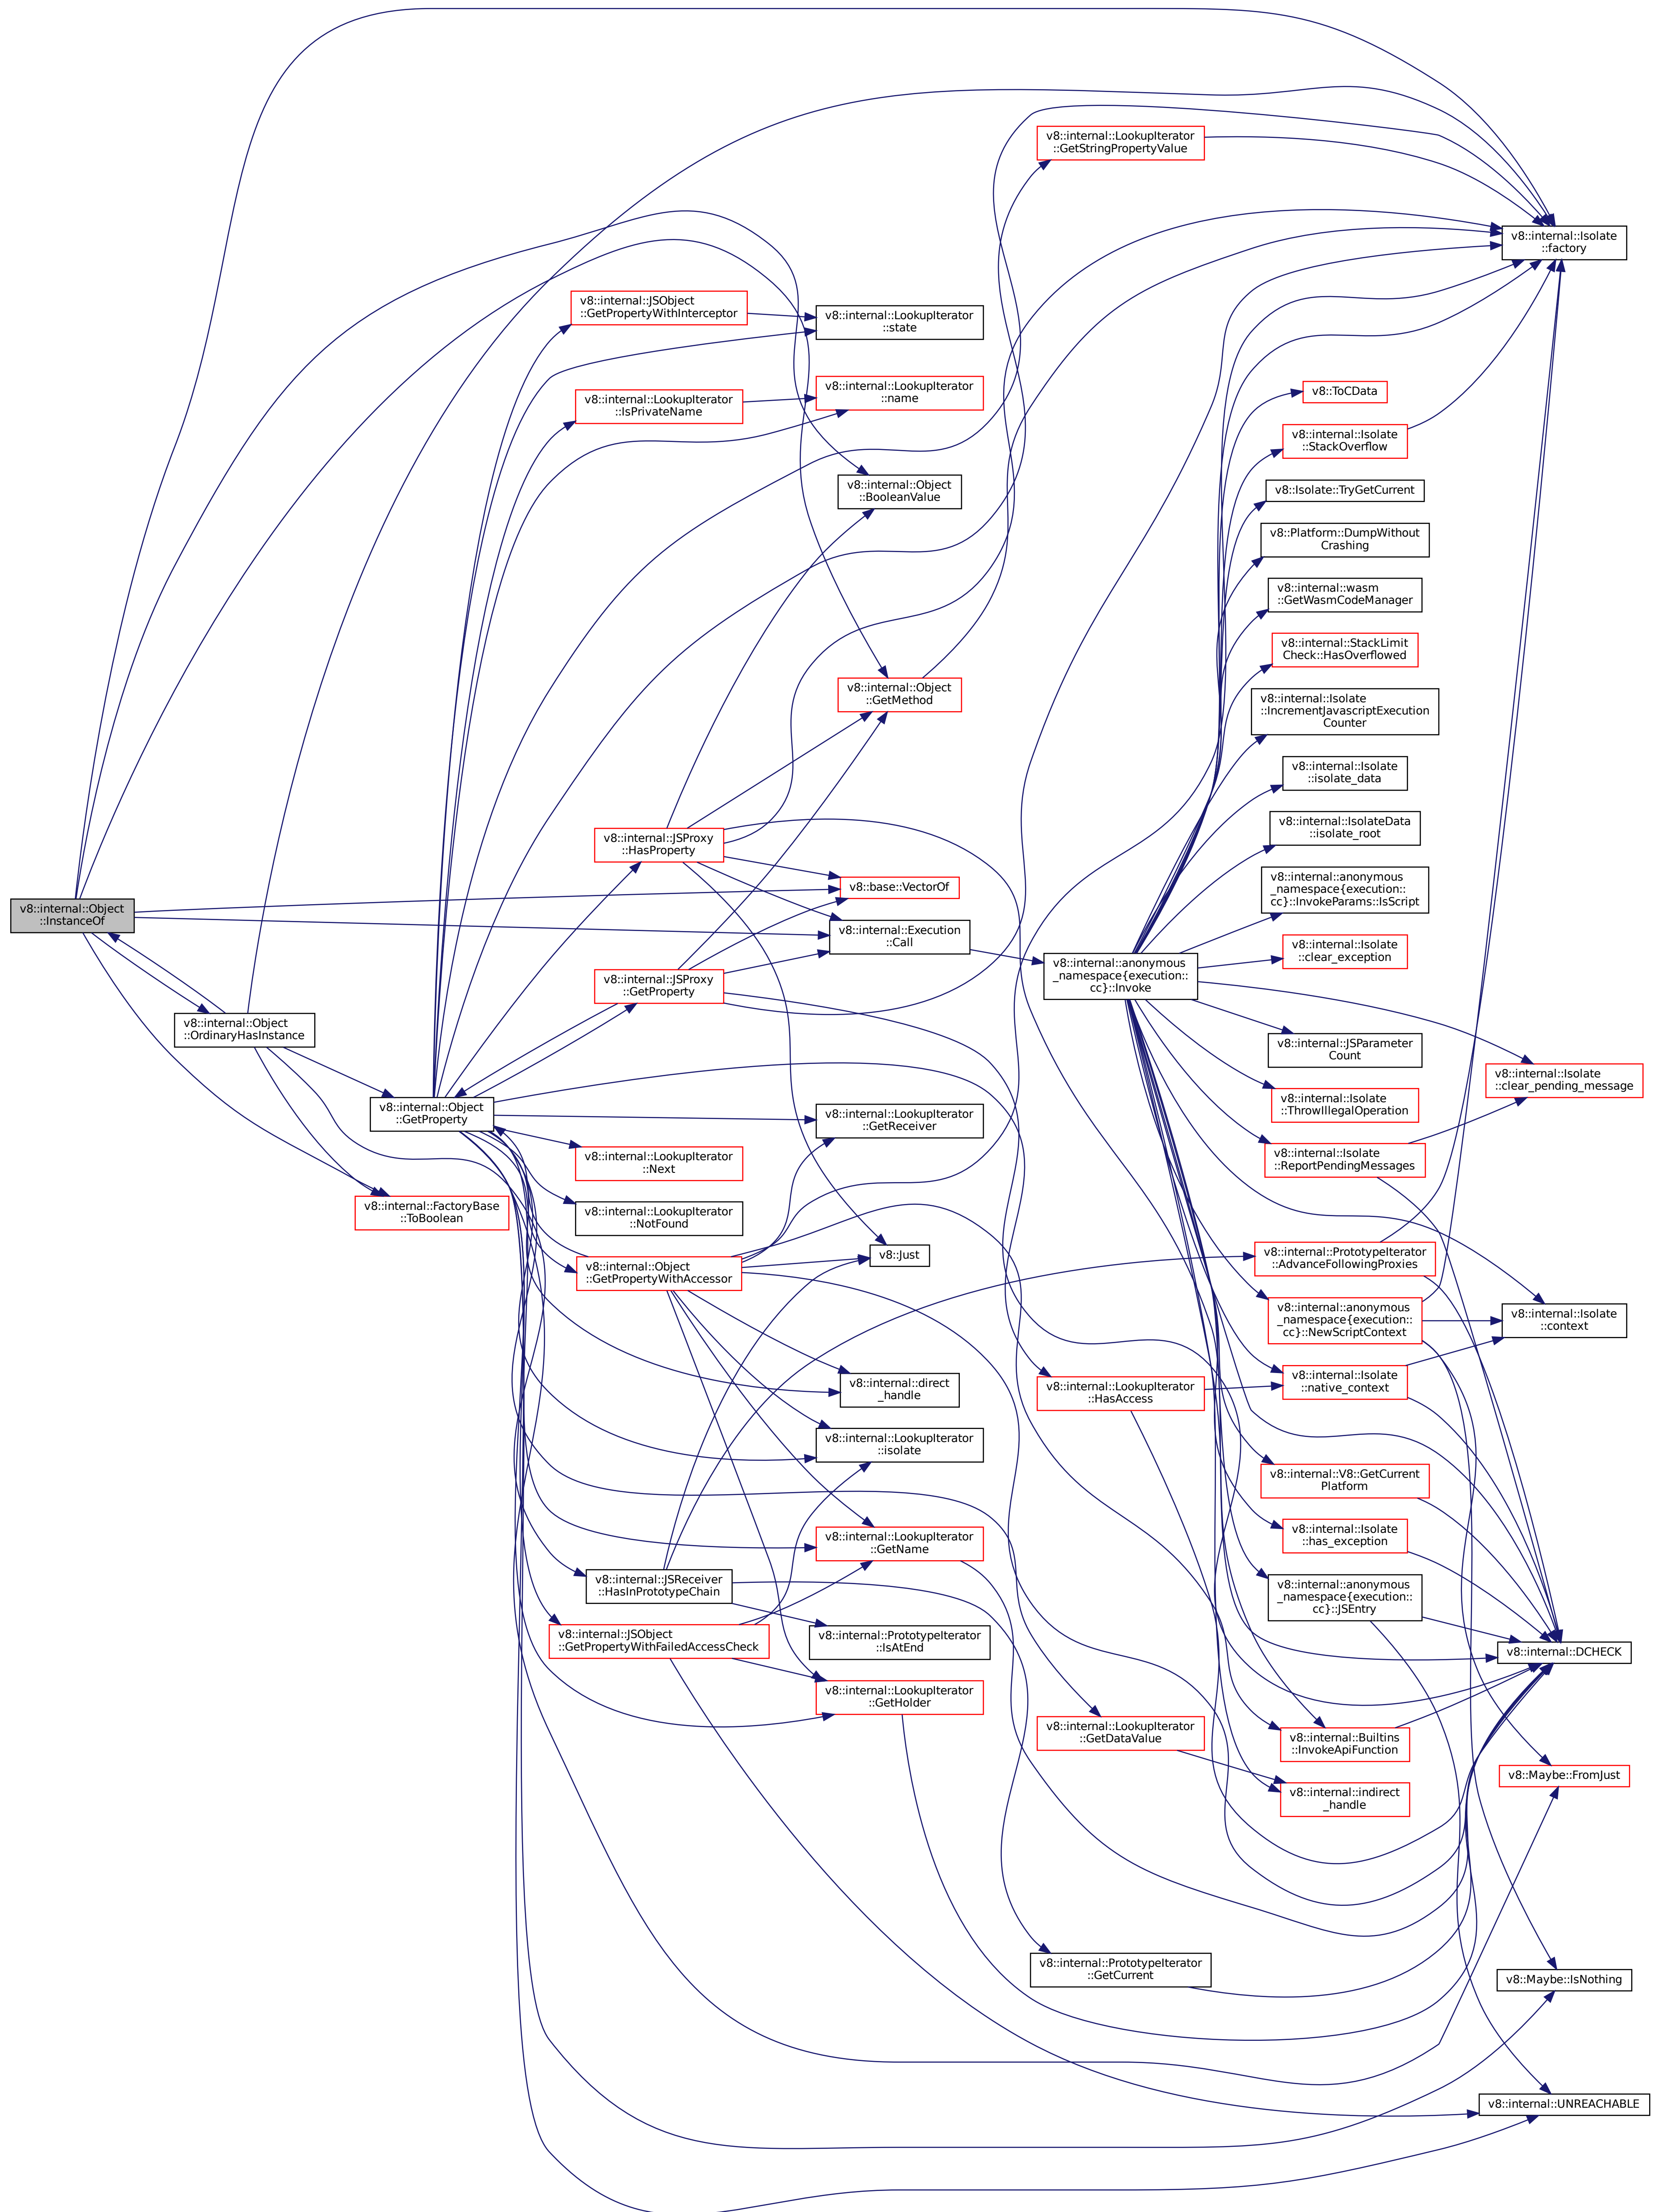 v8::internal::LookupIterator
::GetStringPropertyValue
v8::internal::Isolate
::factory
v8::internal::JSObject
::GetPropertyWithInterceptor
v8::internal::LookupIterator
::state
v8::internal::LookupIterator
::IsPrivateName
v8::internal::LookupIterator
::name
v8::ToCData
v8::internal::Isolate
::StackOverflow
v8::internal::Object
::BooleanValue
v8::Isolate::TryGetCurrent
v8::Platform::DumpWithout
Crashing
v8::internal::wasm
::GetWasmCodeManager
v8::internal::StackLimit
Check::HasOverflowed
v8::internal::Object
::GetMethod
v8::internal::Isolate
::IncrementJavascriptExecution
Counter
v8::internal::Isolate
::isolate_data
v8::internal::JSProxy
::HasProperty
v8::internal::IsolateData
::isolate_root
v8::base::VectorOf
v8::internal::anonymous
_namespace{execution::
cc}::InvokeParams::IsScript
v8::internal::Object
::InstanceOf
v8::internal::Execution
::Call
v8::internal::Isolate
::clear_exception
v8::internal::anonymous
_namespace{execution::
cc}::Invoke
v8::internal::JSProxy
::GetProperty
v8::internal::Object
::OrdinaryHasInstance
v8::internal::JSParameter
Count
v8::internal::Isolate
::clear_pending_message
v8::internal::Isolate
::ThrowIllegalOperation
v8::internal::Object
::GetProperty
v8::internal::LookupIterator
::GetReceiver
v8::internal::LookupIterator
::Next
v8::internal::Isolate
::ReportPendingMessages
v8::internal::FactoryBase
::ToBoolean
v8::internal::LookupIterator
::NotFound
v8::Just
v8::internal::PrototypeIterator
::AdvanceFollowingProxies
v8::internal::Object
::GetPropertyWithAccessor
v8::internal::anonymous
_namespace{execution::
cc}::NewScriptContext
v8::internal::Isolate
::context
v8::internal::direct
_handle
v8::internal::LookupIterator
::HasAccess
v8::internal::Isolate
::native_context
v8::internal::LookupIterator
::isolate
v8::internal::V8::GetCurrent
Platform
v8::internal::Isolate
::has_exception
v8::internal::LookupIterator
::GetName
v8::internal::JSReceiver
::HasInPrototypeChain
v8::internal::anonymous
_namespace{execution::
cc}::JSEntry
v8::internal::JSObject
::GetPropertyWithFailedAccessCheck
v8::internal::PrototypeIterator
::IsAtEnd
v8::internal::DCHECK
v8::internal::LookupIterator
::GetHolder
v8::internal::LookupIterator
::GetDataValue
v8::internal::Builtins
::InvokeApiFunction
v8::Maybe::FromJust
v8::internal::indirect
_handle
v8::internal::PrototypeIterator
::GetCurrent
v8::Maybe::IsNothing
v8::internal::UNREACHABLE